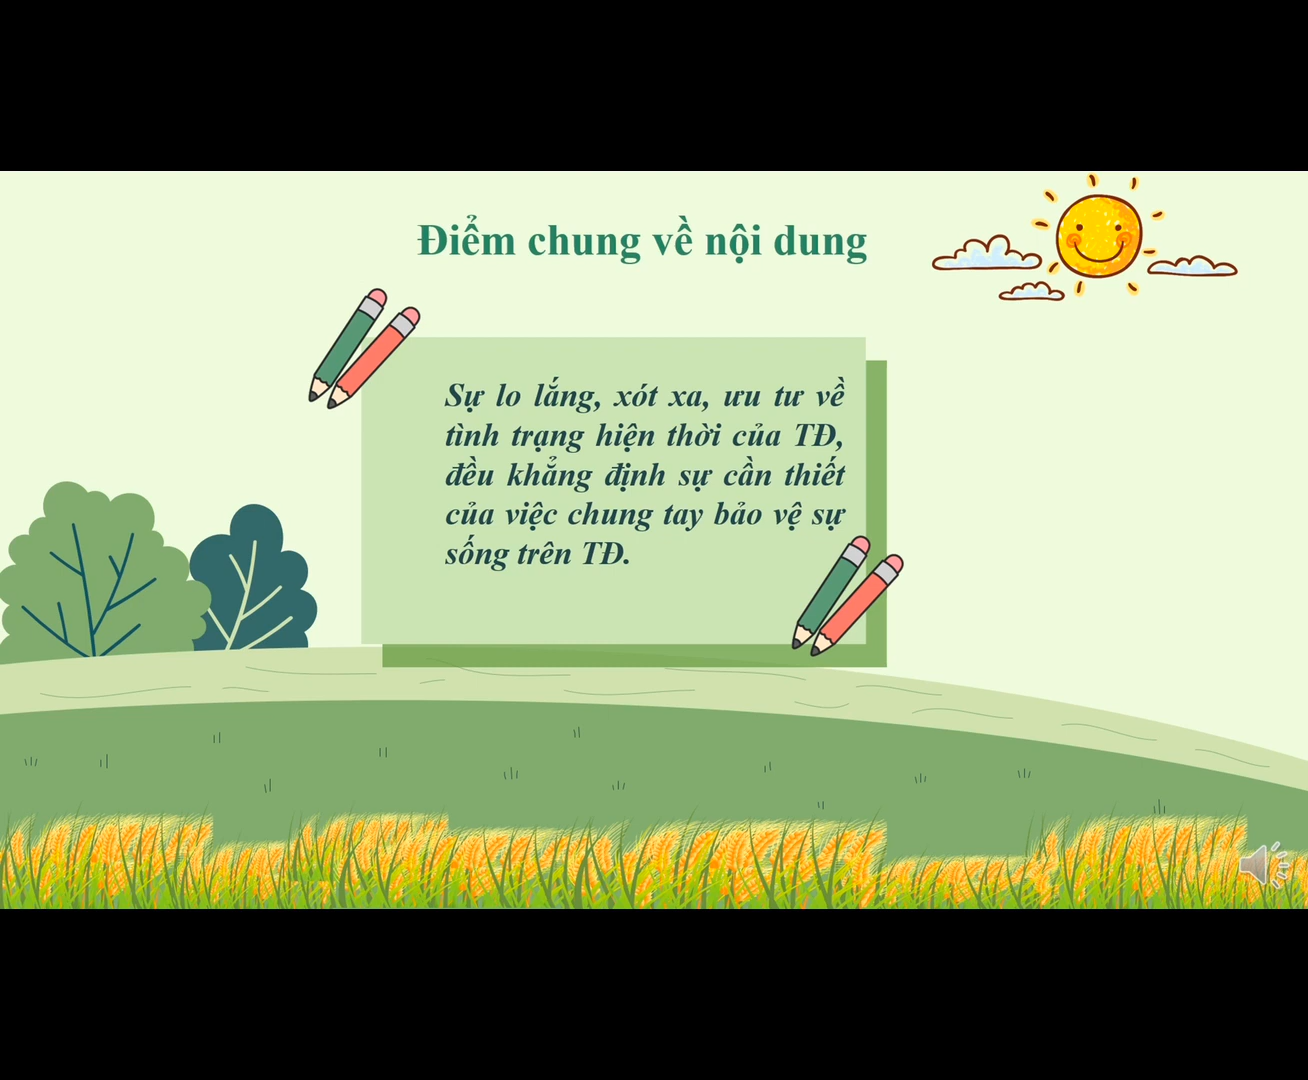 Điểm chung về nội dung
Sự lo lắng, xót xa, ưu tư về
tình trạng hiện thời của TĐ,
đều khẳng định sự cần thiết
của việc chung tay bảo vệ sự
sống trên TĐ.